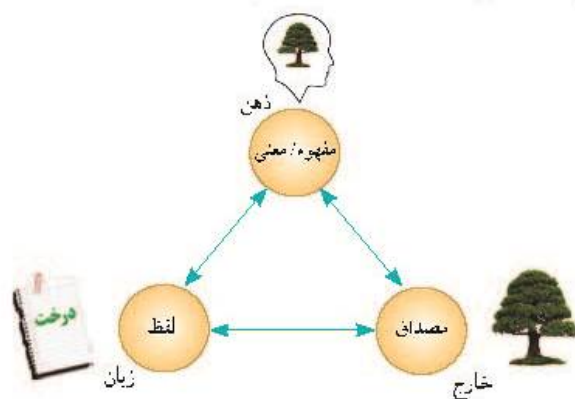 ذهن
مفهوم / معنی
درخت
لفظ
مصداق
زبان
خارج